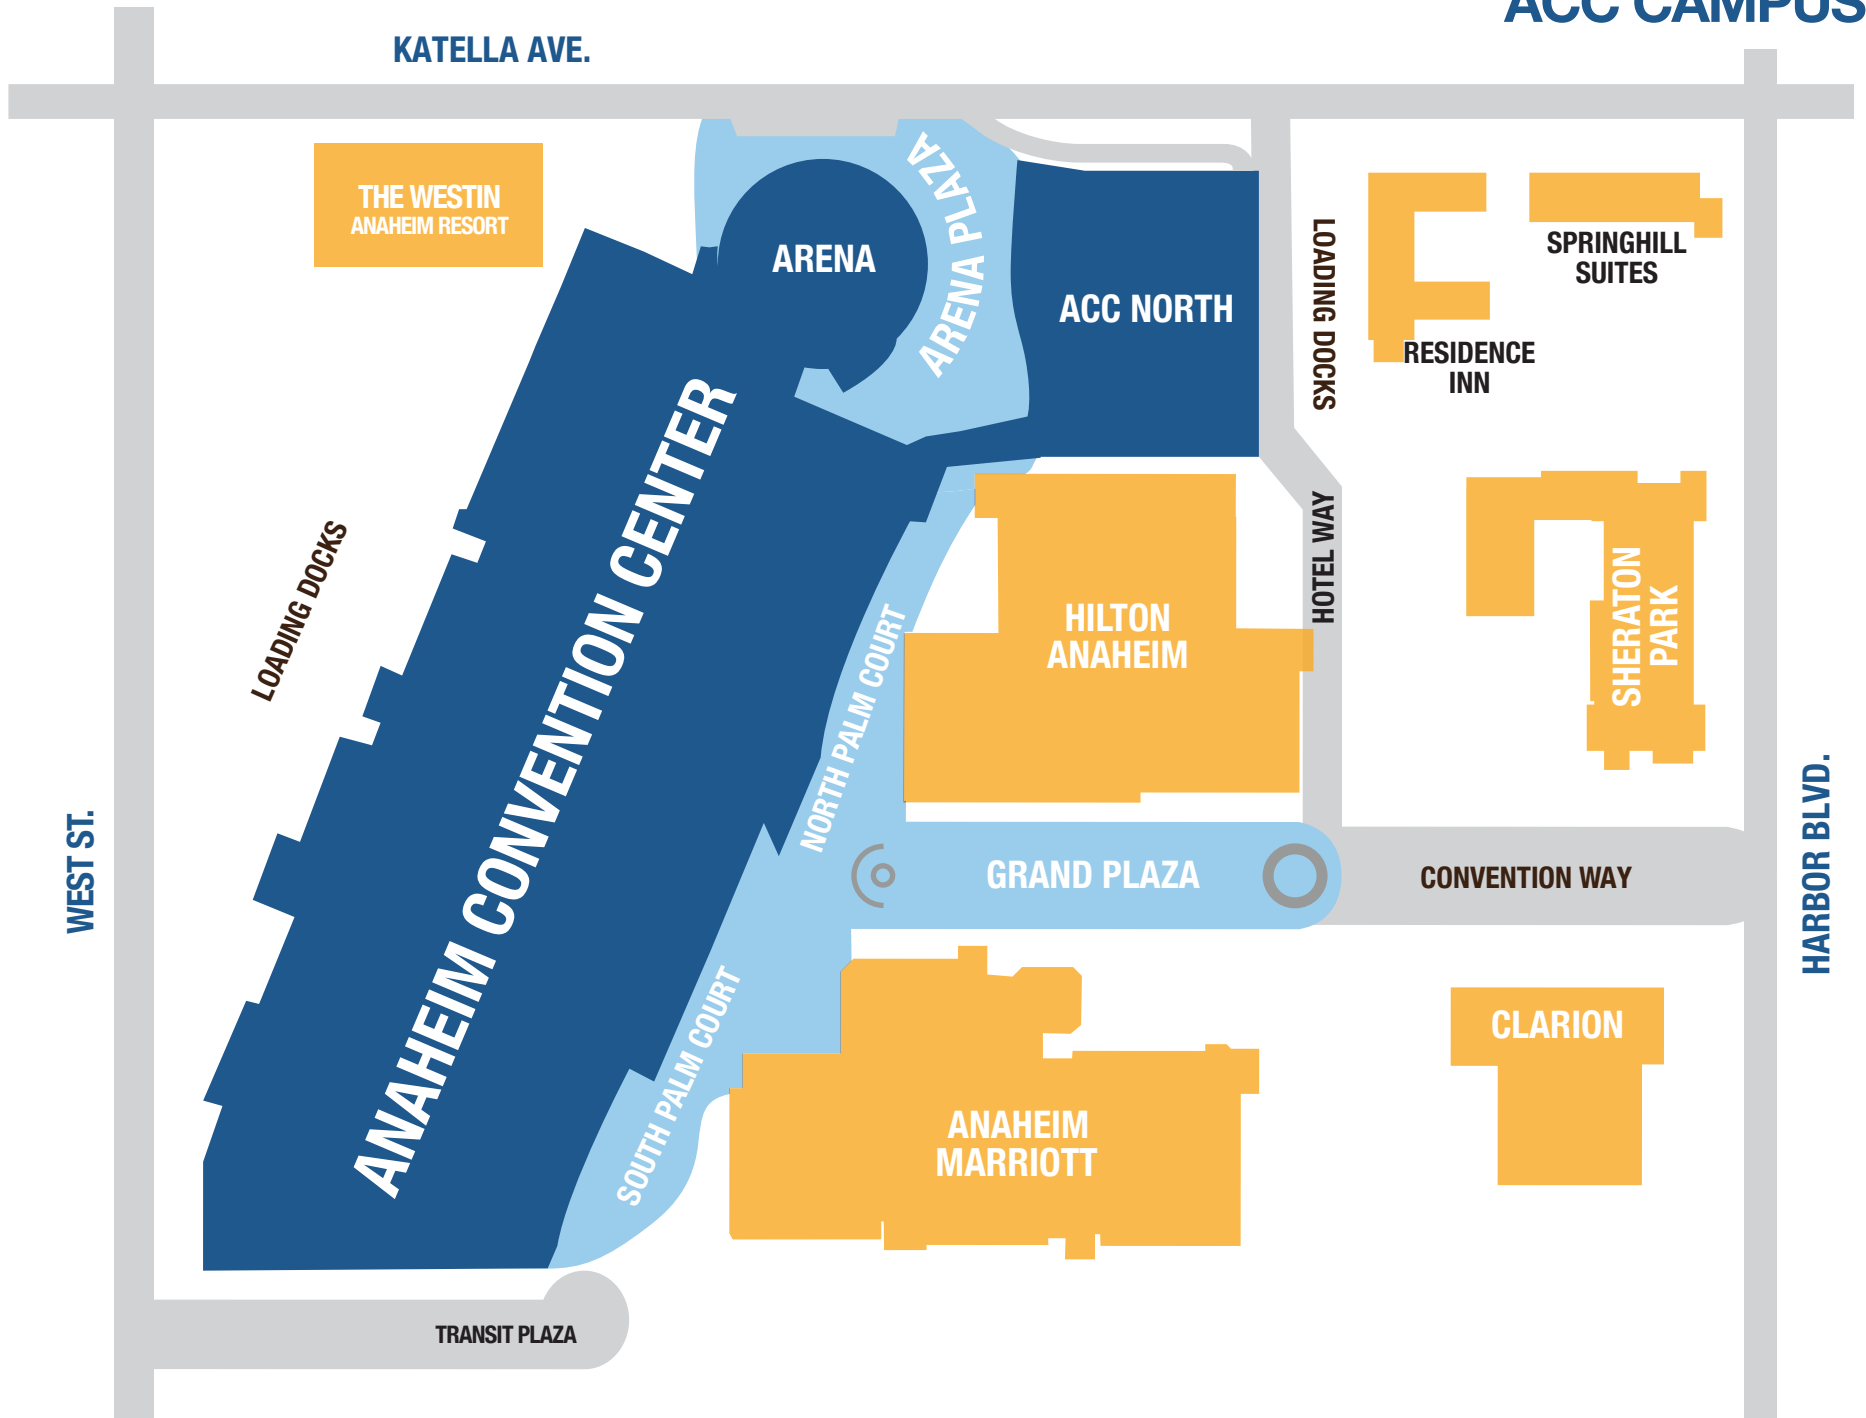 ACC CAMPUS
KATELLA AVE.
THE WESTIN
ANAHEIM RESORT
ARENA
ARENA PLAZA
ACC NORTH
LOADING DOCKS
SPRINGHILL
SUITES
RESIDENCE
INN
ANAHEIM CONVENTION CENTER
LOADING DOCKS
HOTEL WAY
HILTON
ANAHEIM
NORTH PALM COURT
SHERATON
PARK
WEST ST.
GRAND PLAZA
CONVENTION WAY
HARBOR BLVD.
SOUTH PALM COURT
CLARION
ANAHEIM
MARRIOTT
TRANSIT PLAZA